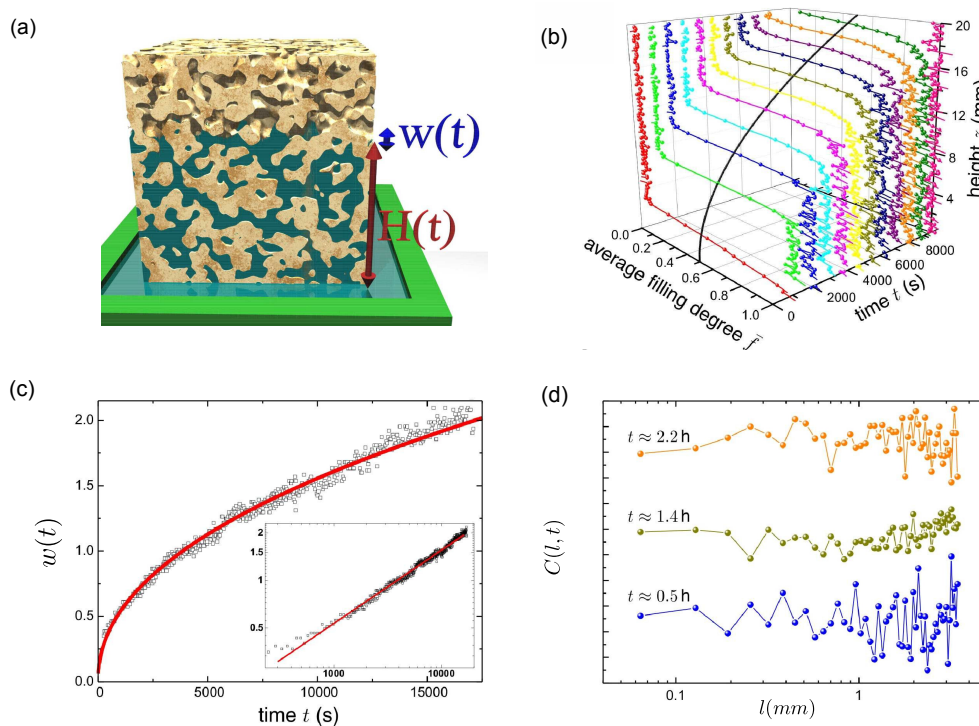 (a)
w(t)
H(t)
(b)
20
16
12
8
4
height z (mm)
0.0
0.2
0.4
0.6
0.8
1.0
average filling degree f̄
0
2000
4000
6000
8000
time t (s)
(c)
2.0
1.5
1.0
0.5
0.0
w(t)
0
5000
10000
15000
time t (s)
2
1.5
1
0.5
1000
10000
(d)
t ≈ 2.2 h
t ≈ 1.4 h
t ≈ 0.5 h
C(l, t)
0.1
1
l(mm)